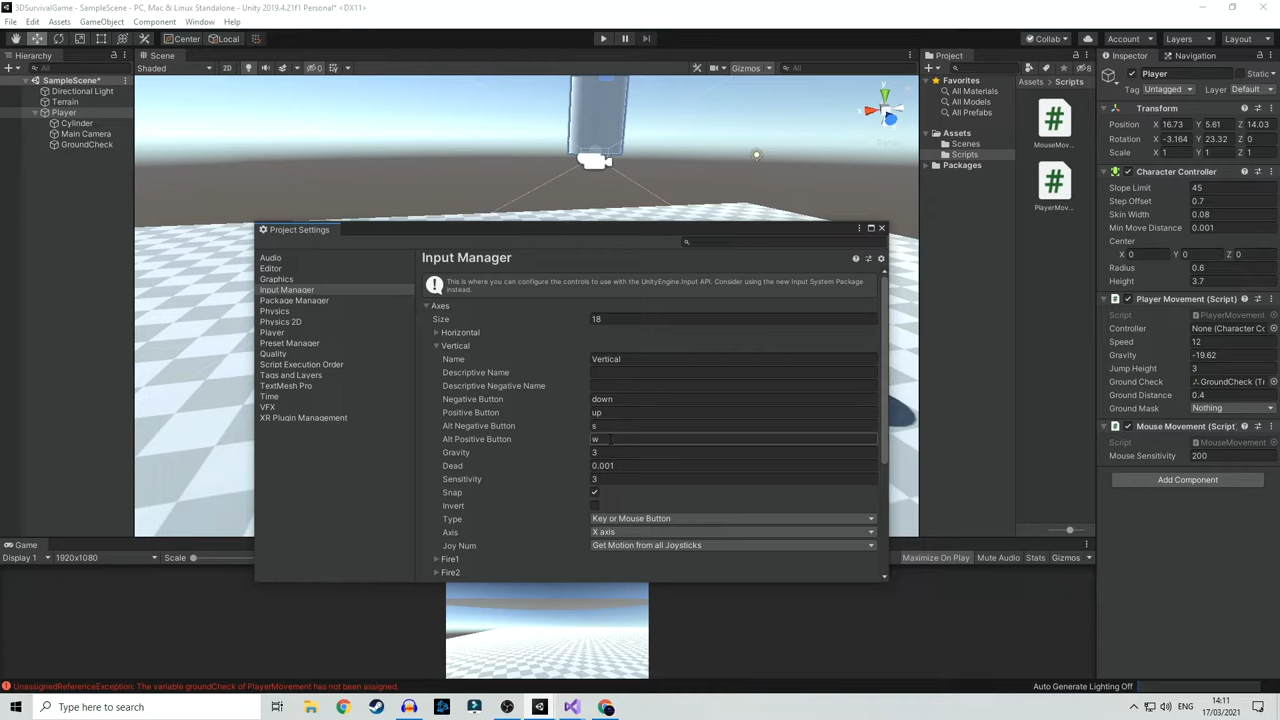 3DSurvivalGame - SampleScene - PC, Mac & Linux Standalone - Unity 2019.4.21f1 Personal* <DX11>
File Edit Assets GameObject Component Window Help
Center Local Collab Account Layers Layout
Hierarchy
All
SampleScene*
Directional Light
Terrain
Player
Cylinder
Main Camera
GroundCheck
Scene
Shaded 2D 0 Gizmos All
Project
8
Favorites
All Materials
All Models
All Prefabs
Assets
Scenes
Scripts
Packages
Assets Scripts
MouseMov...
PlayerMov...
Project Settings
Audio
Editor
Graphics
Input Manager
Package Manager
Physics
Physics 2D
Player
Preset Manager
Quality
Script Execution Order
Tags and Layers
TextMesh Pro
Time
VFX
XR Plugin Management
Input Manager
This is where you can configure the controls to use with the UnityEngine.Input API. Consider using the new Input System Package
instead.
Axes
Size 18
Horizontal
Vertical
Name Vertical
Descriptive Name
Descriptive Negative Name
Negative Button down
Positive Button up
Alt Negative Button s
Alt Positive Button w
Gravity 3
Dead 0.001
Sensitivity 3
Snap
Invert
Type Key or Mouse Button
Axis X axis
Joy Num Get Motion from all Joysticks
Fire1
Fire2
Inspector Navigation
Player Static
Tag Untagged Layer Default
Transform
Position X 16.73 Y 5.61 Z 14.03
Rotation X -3.164 Y 23.32 Z 0
Scale X 1 Y 1 Z 1
Character Controller
Slope Limit 45
Step Offset 0.7
Skin Width 0.08
Min Move Distance 0.001
Center
X 0 Y 0 Z 0
Radius 0.6
Height 3.7
Player Movement (Script)
Script PlayerMovement
Controller None (Character Co
Speed 12
Gravity -19.62
Jump Height 3
Ground Check GroundCheck (Tr
Ground Distance 0.4
Ground Mask Nothing
Mouse Movement (Script)
Script MouseMovement
Mouse Sensitivity 200
Add Component
Game
Display 1 1920x1080 Scale Maximize On Play Mute Audio Stats Gizmos
UnassignedReferenceException: The variable groundCheck of PlayerMovement has not been assigned.
Auto Generate Lighting Off
Type here to search
ENG
14:11
17/03/2021